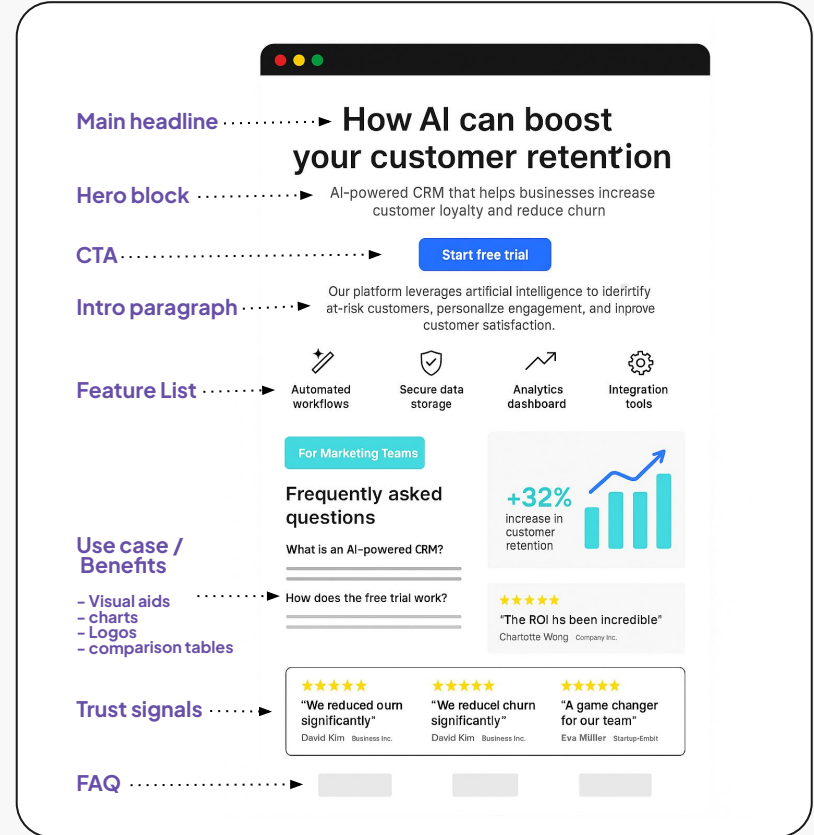 Main headline
How AI can boost
your customer retention
Hero block
AI-powered CRM that helps businesses increase
customer loyalty and reduce churn
CTA
Start free trial
Intro paragraph
Our platform leverages artificial intelligence to iderirtify
at-risk customers, personalize engagement, and inprove
customer satisfaction.
Feature List
Automated
workflows
Secure data
storage
Analytics
dashboard
Integration
tools
For Marketing Teams
Frequently asked
questions
What is an AI-powered CRM?
How does the free trial work?
+32%
increase in
customer
retention
"The ROI hs been incredible"
Chartotte Wong Company Inc.
Use case /
Benefits
- Visual aids
- charts
- Logos
- comparison tables
Trust signals
"We reduced ourn
significantly"
David Kim Business Inc.
"We reducel churn
significantly"
David Kim Business Inc.
"A game changer
for our team"
Eva Müller Startup-Embit
FAQ